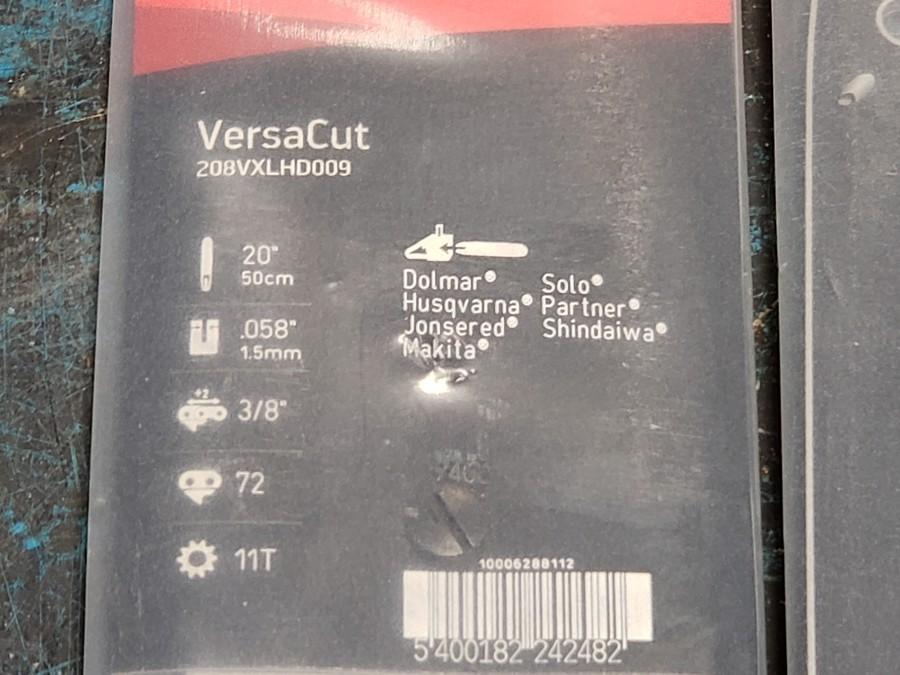 VersaCut
208VXLHD009
20"
50cm
.058"
1.5mm
÷2
3/8"
72
11T
Dolmar® Solo®
Husqvarna® Partner®
Jonsered® Shindaiwa®
Makita®
10006288112
5 400182 242482